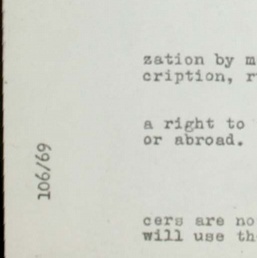 zation by m
cription, r
a right to
or abroad.
106/69
cers are no
will use th